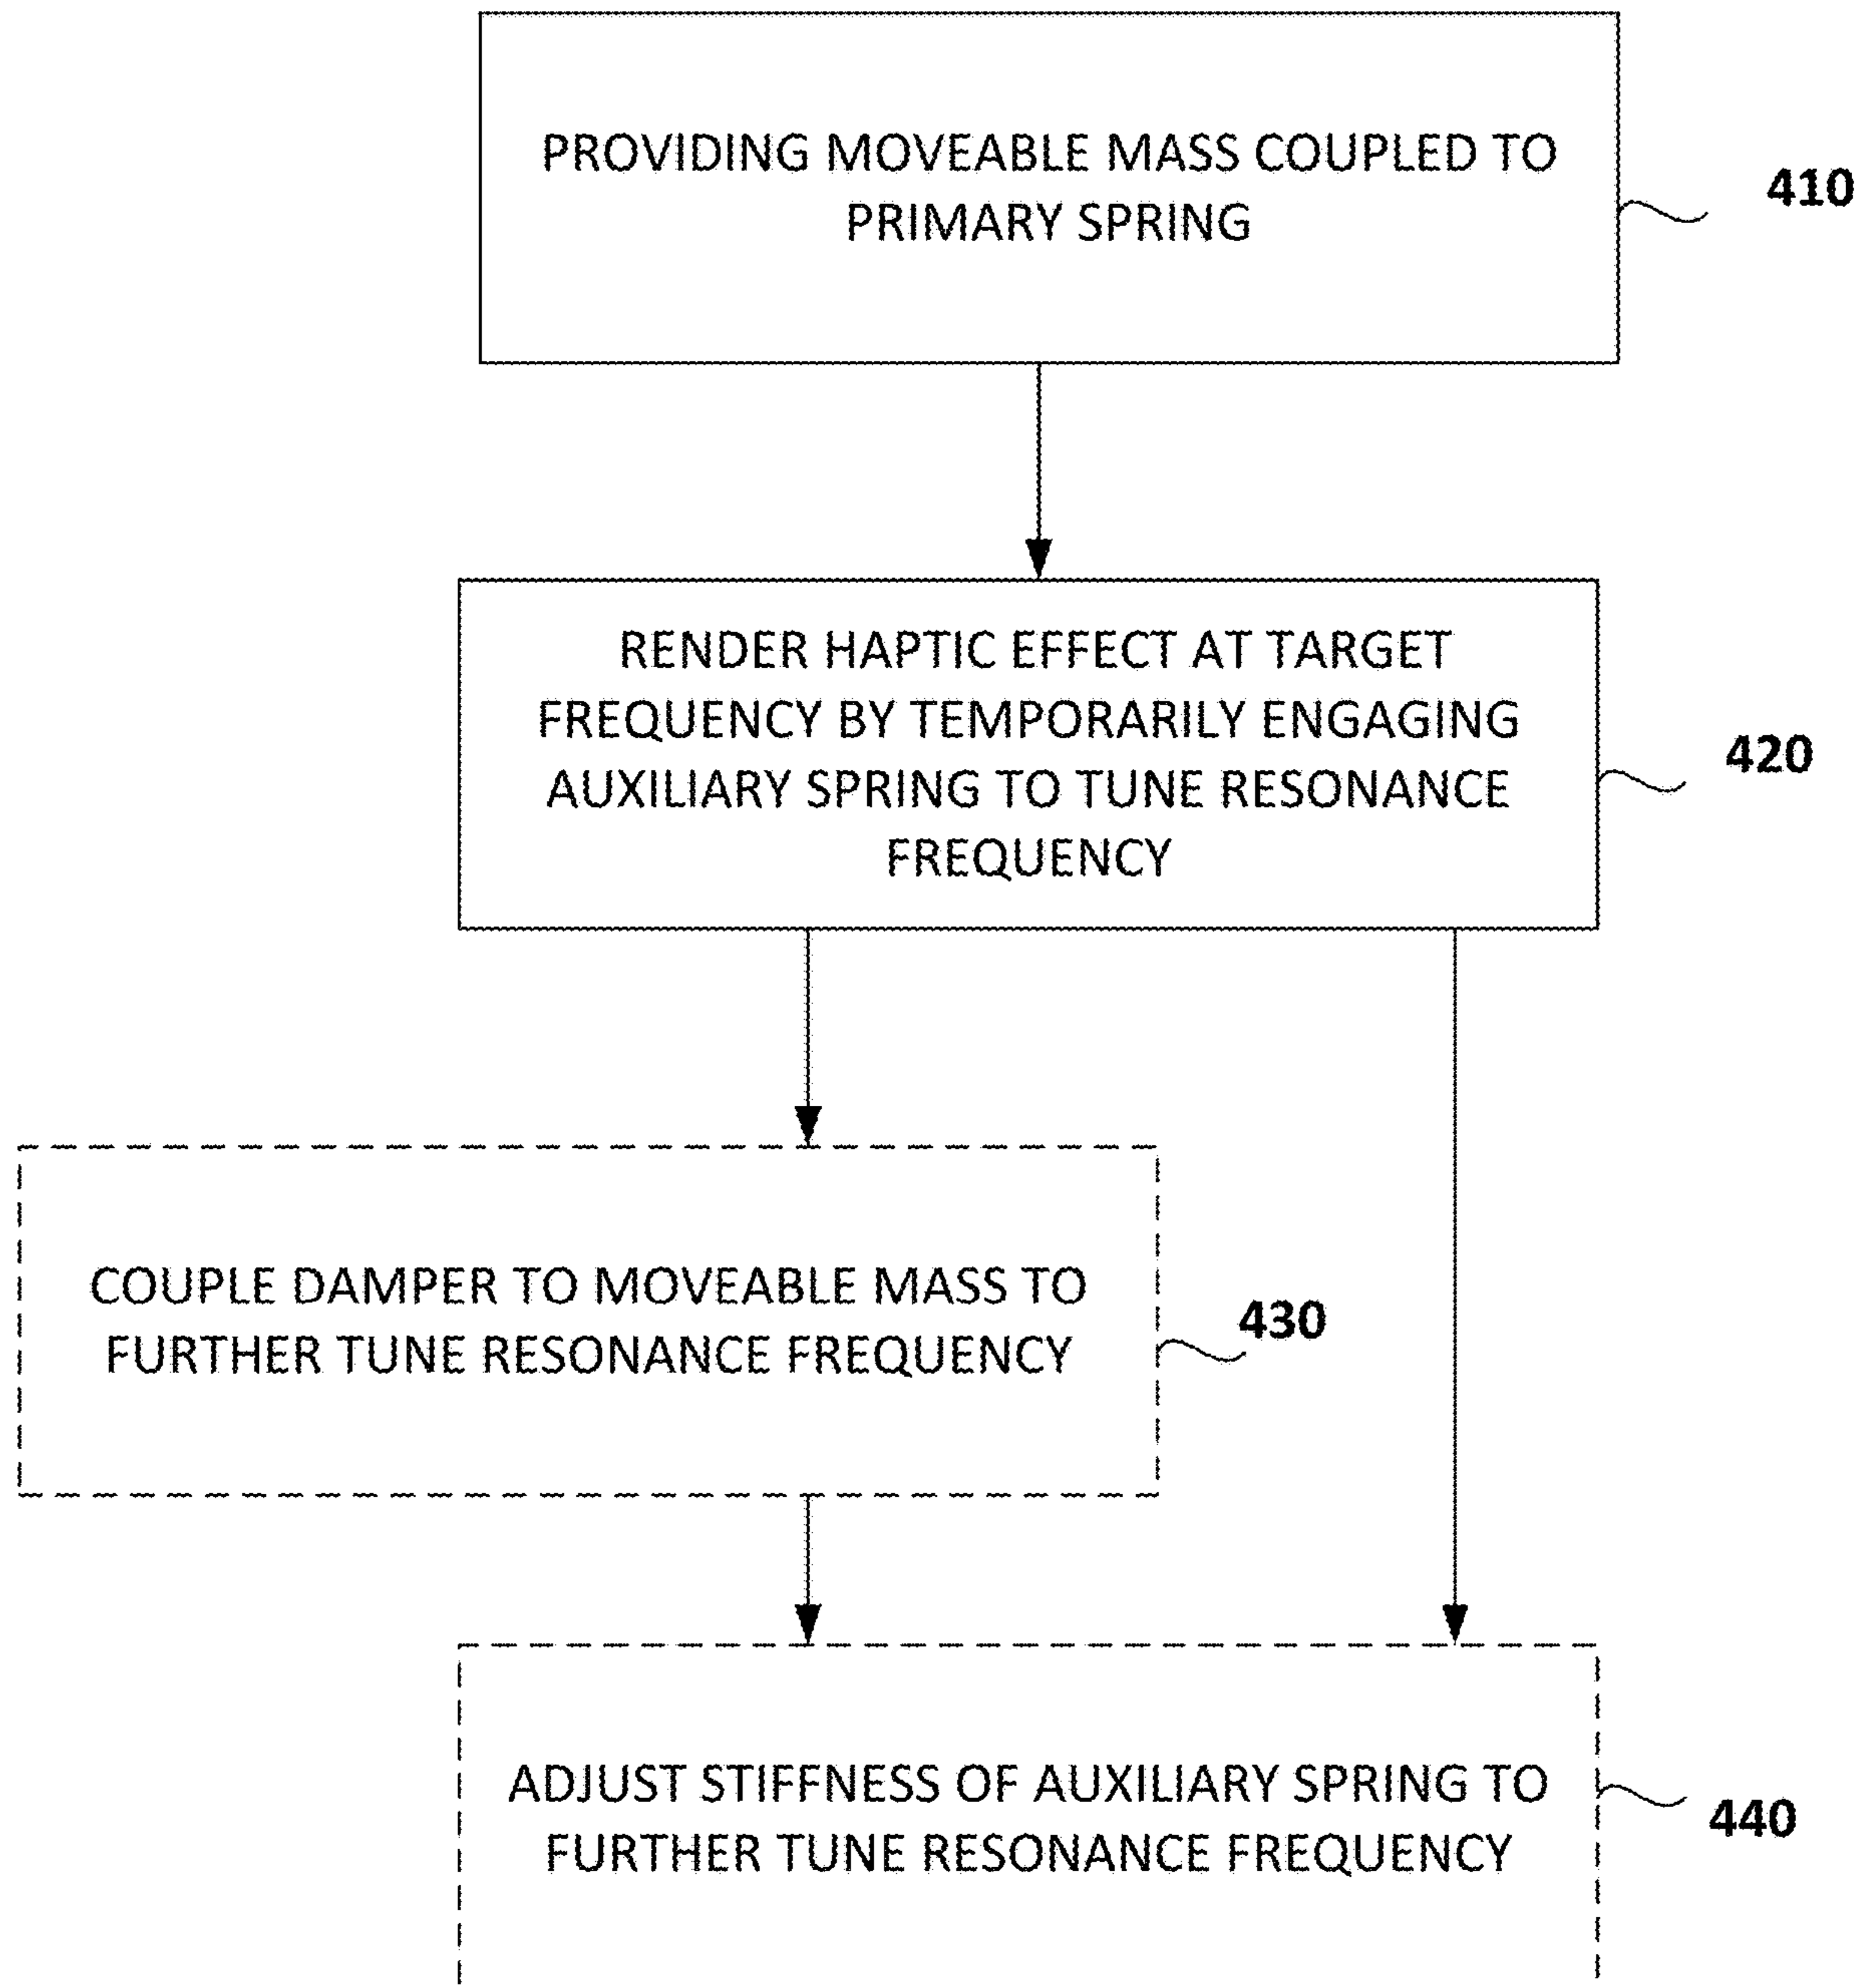 PROVIDING MOVEABLE MASS COUPLED TO
PRIMARY SPRING
410
RENDER HAPTIC EFFECT AT TARGET
FREQUENCY BY TEMPORARILY ENGAGING
AUXILIARY SPRING TO TUNE RESONANCE
FREQUENCY
420
COUPLE DAMPER TO MOVEABLE MASS TO
FURTHER TUNE RESONANCE FREQUENCY
430
ADJUST STIFFNESS OF AUXILIARY SPRING TO
FURTHER TUNE RESONANCE FREQUENCY
440